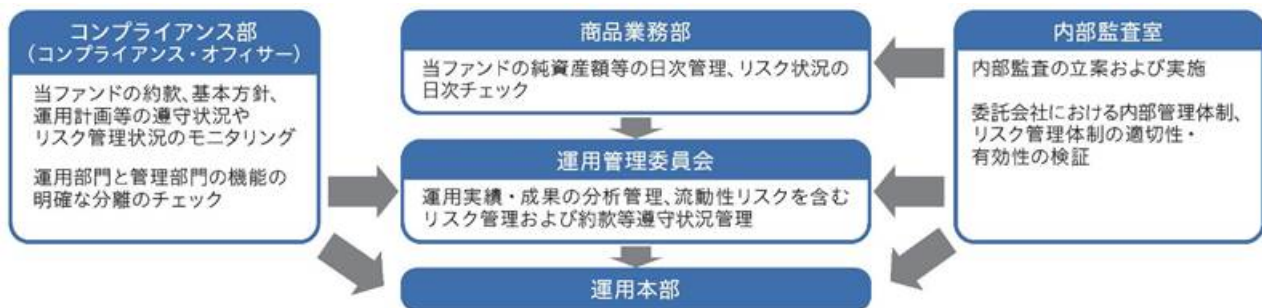 コンプライアンス部
（コンプライアンス・オフィサー）
当ファンドの約款、基本方針、
運用計画等の遵守状況や
リスク管理状況のモニタリング
運用部門と管理部門の機能の
明確な分離のチェック
商品業務部
当ファンドの純資産額等の日次管理、リスク状況の
日次チェック
運用管理委員会
運用実績・成果の分析管理、流動性リスクを含む
リスク管理および約款等遵守状況管理
運用本部
内部監査室
内部監査の立案および実施
委託会社における内部管理体制、
リスク管理体制の適切性・
有効性の検証